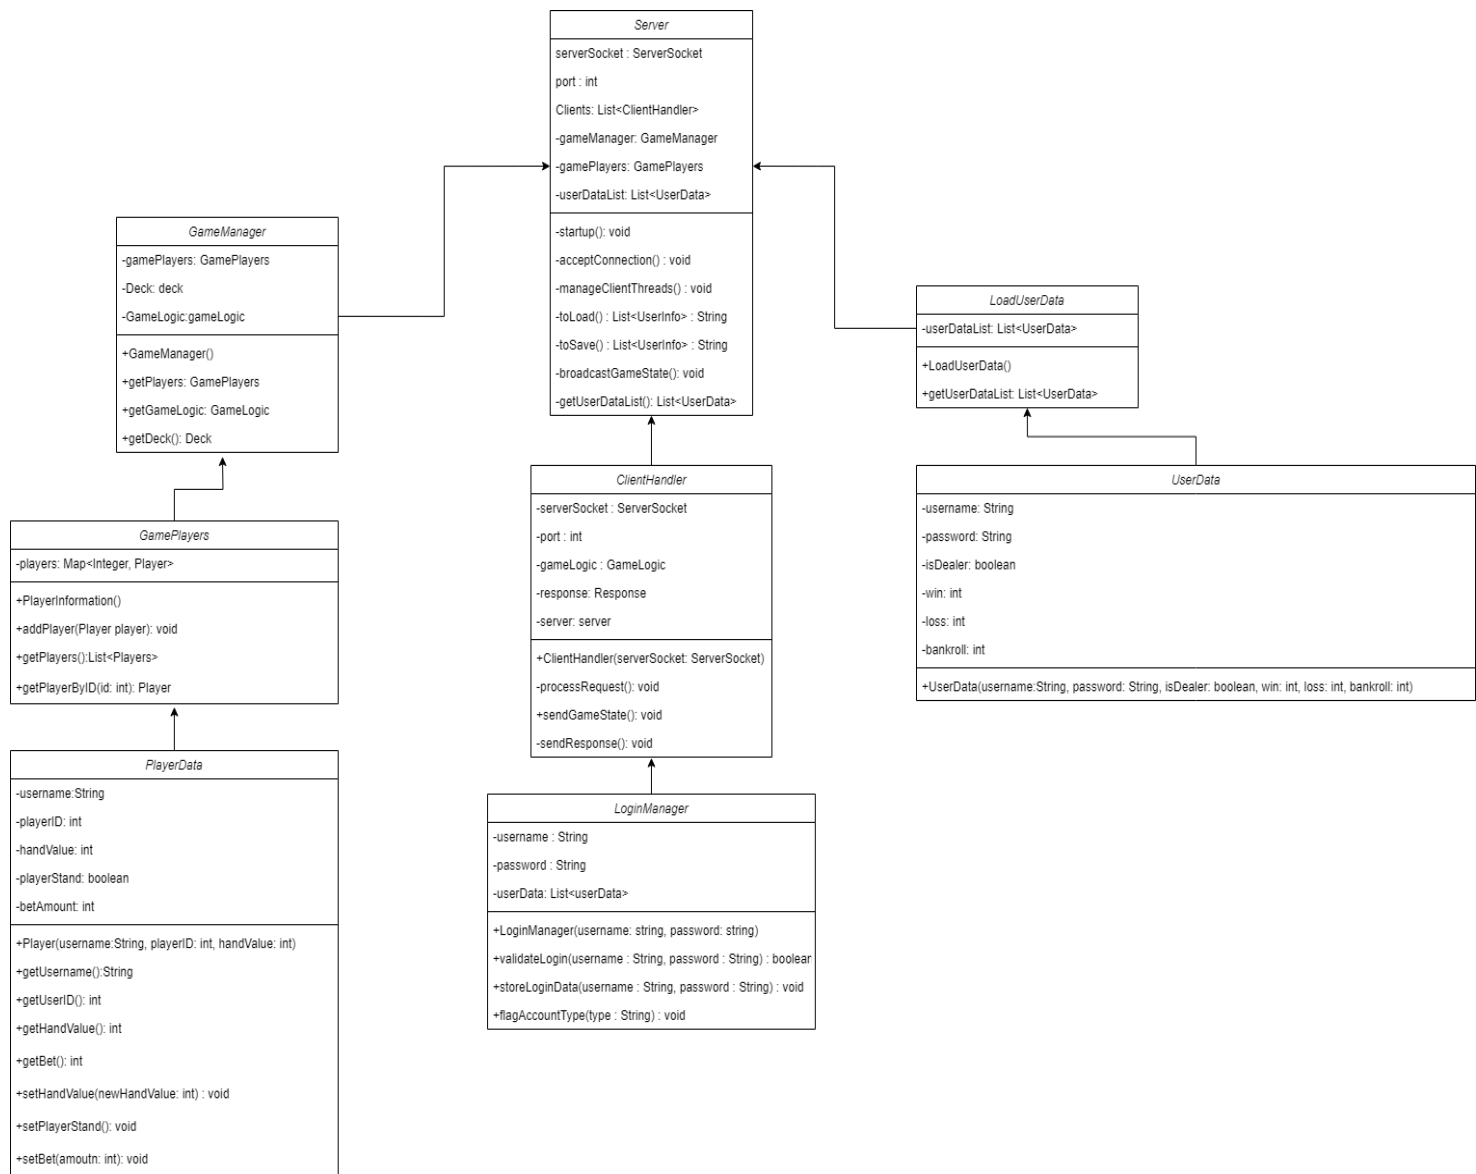 Server
serverSocket : ServerSocket
port : int
Clients: List<ClientHandler>
-gameManager: GameManager
-gamePlayers: GamePlayers
-userDataList: List<UserData>
-startup(): void
-acceptConnection() : void
-manageClientThreads() : void
-toLoad() : List<UserInfo> : String
-toSave() : List<UserInfo> : String
-broadcastGameState(): void
-getUserDataList(): List<UserData>
GameManager
-gamePlayers: GamePlayers
-Deck: deck
-GameLogic:gameLogic
+GameManager()
+getPlayers: GamePlayers
+getGameLogic: GameLogic
+getDeck(): Deck
LoadUserData
-userDataList: List<UserData>
+LoadUserData()
+getUserDataList: List<UserData>
GamePlayers
-players: Map<Integer, Player>
+PlayerInformation()
+addPlayer(Player player): void
+getPlayers():List<Players>
+getPlayerByID(id: int): Player
ClientHandler
-serverSocket : ServerSocket
-port : int
-gameLogic : GameLogic
-response: Response
-server: server
+ClientHandler(serverSocket: ServerSocket)
-processRequest(): void
+sendGameState(): void
-sendResponse(): void
UserData
-username: String
-password: String
-isDealer: boolean
-win: int
-loss: int
-bankroll: int
+UserData(username:String, password: String, isDealer: boolean, win: int, loss: int, bankroll: int)
PlayerData
-username:String
-playerID: int
-handValue: int
-playerStand: boolean
-betAmount: int
+Player(username:String, playerID: int, handValue: int)
+getUsername():String
+getUserID(): int
+getHandValue(): int
+getBet(): int
+setHandValue(newHandValue: int) : void
+setPlayerStand(): void
+setBet(amoutn: int): void
LoginManager
-username : String
-password : String
-userData: List<userData>
+LoginManager(username: string, password: string)
+validateLogin(username : String, password : String) : boolean
+storeLoginData(username : String, password : String) : void
+flagAccountType(type : String) : void